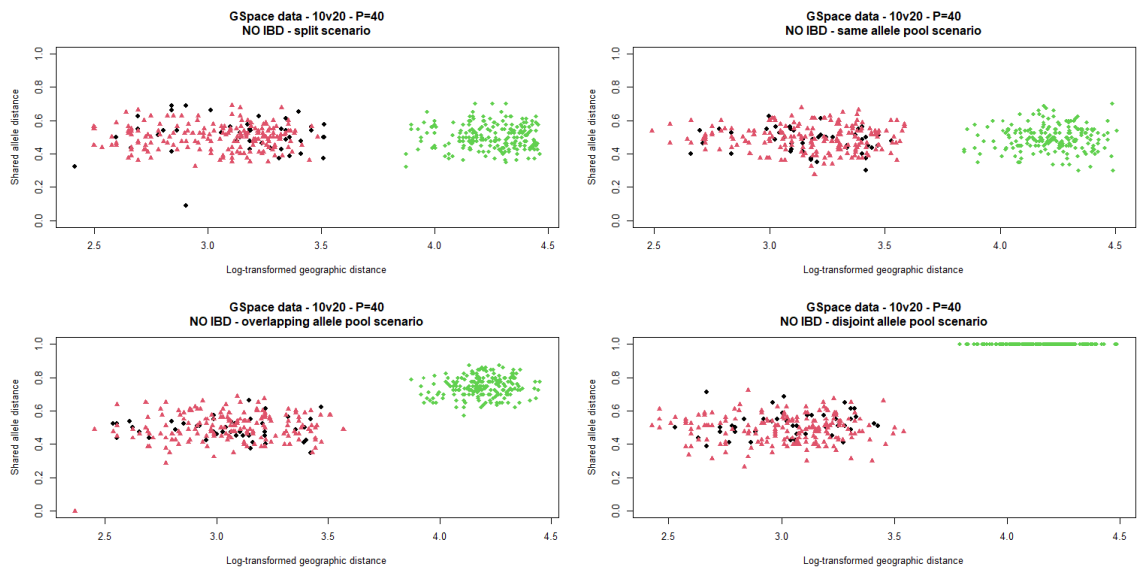 GSpace data - 10v20 - P=40
NO IBD - split scenario
Shared allele distance
0.0 0.2 0.4 0.6 0.8 1.0
2.5 3.0 3.5 4.0 4.5
Log-transformed geographic distance
GSpace data - 10v20 - P=40
NO IBD - same allele pool scenario
Shared allele distance
0.0 0.2 0.4 0.6 0.8 1.0
2.5 3.0 3.5 4.0 4.5
Log-transformed geographic distance
GSpace data - 10v20 - P=40
NO IBD - overlapping allele pool scenario
Shared allele distance
0.0 0.2 0.4 0.6 0.8 1.0
2.5 3.0 3.5 4.0 4.5
Log-transformed geographic distance
GSpace data - 10v20 - P=40
NO IBD - disjoint allele pool scenario
Shared allele distance
0.0 0.2 0.4 0.6 0.8 1.0
2.5 3.0 3.5 4.0 4.5
Log-transformed geographic distance